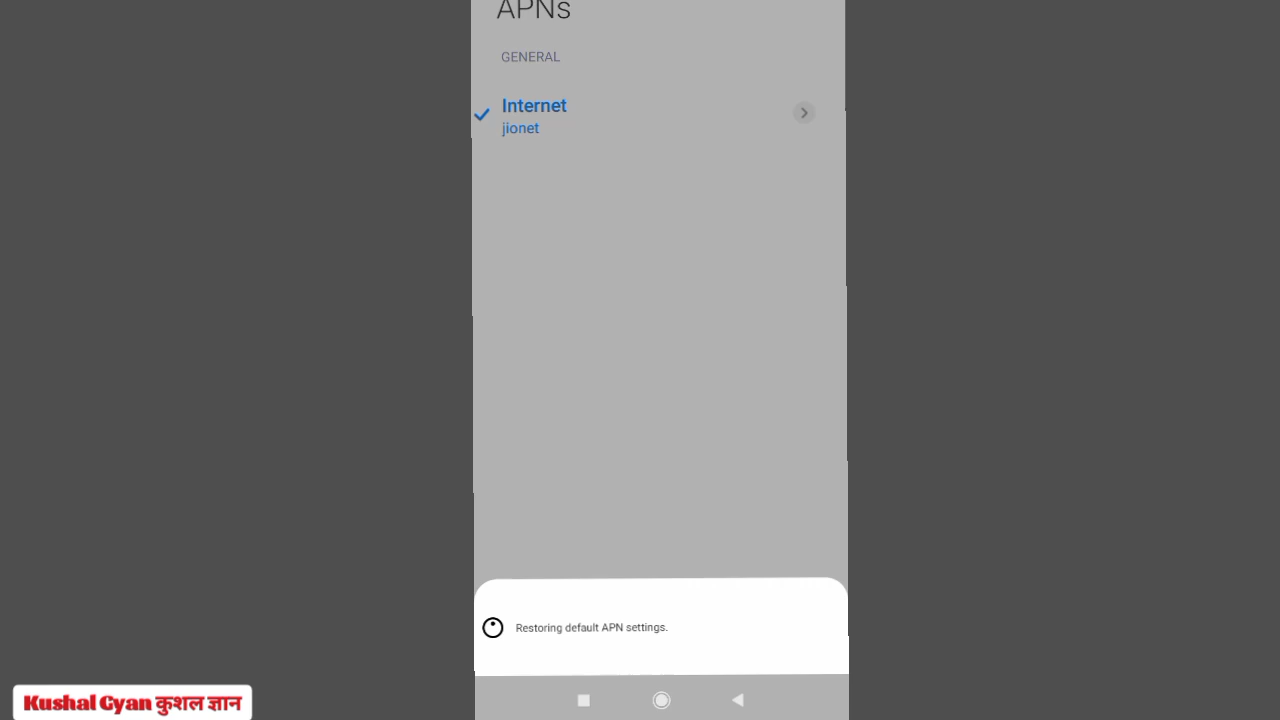 APNs
GENERAL
Internet
jionet
Restoring default APN settings.
Kushal Gyan कुशल ज्ञान